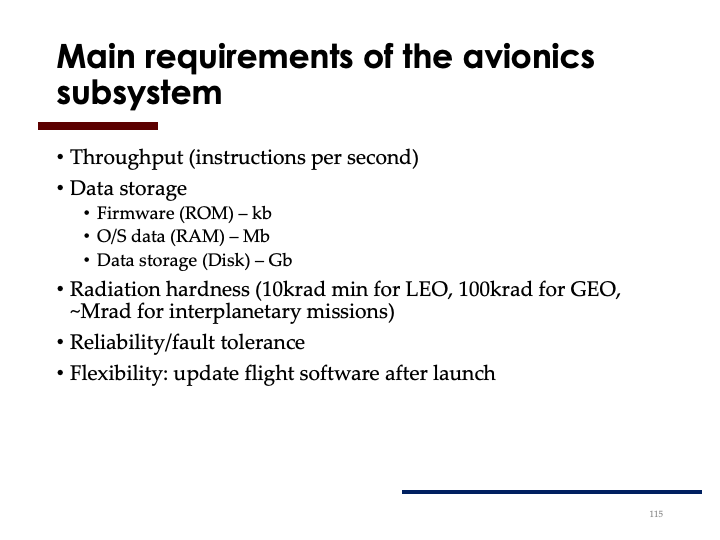 Main requirements of the avionics
subsystem
• Throughput (instructions per second)
• Data storage
• Firmware (ROM) – kb
• O/S data (RAM) – Mb
• Data storage (Disk) – Gb
• Radiation hardness (10krad min for LEO, 100krad for GEO,
~Mrad for interplanetary missions)
• Reliability/fault tolerance
• Flexibility: update flight software after launch
115